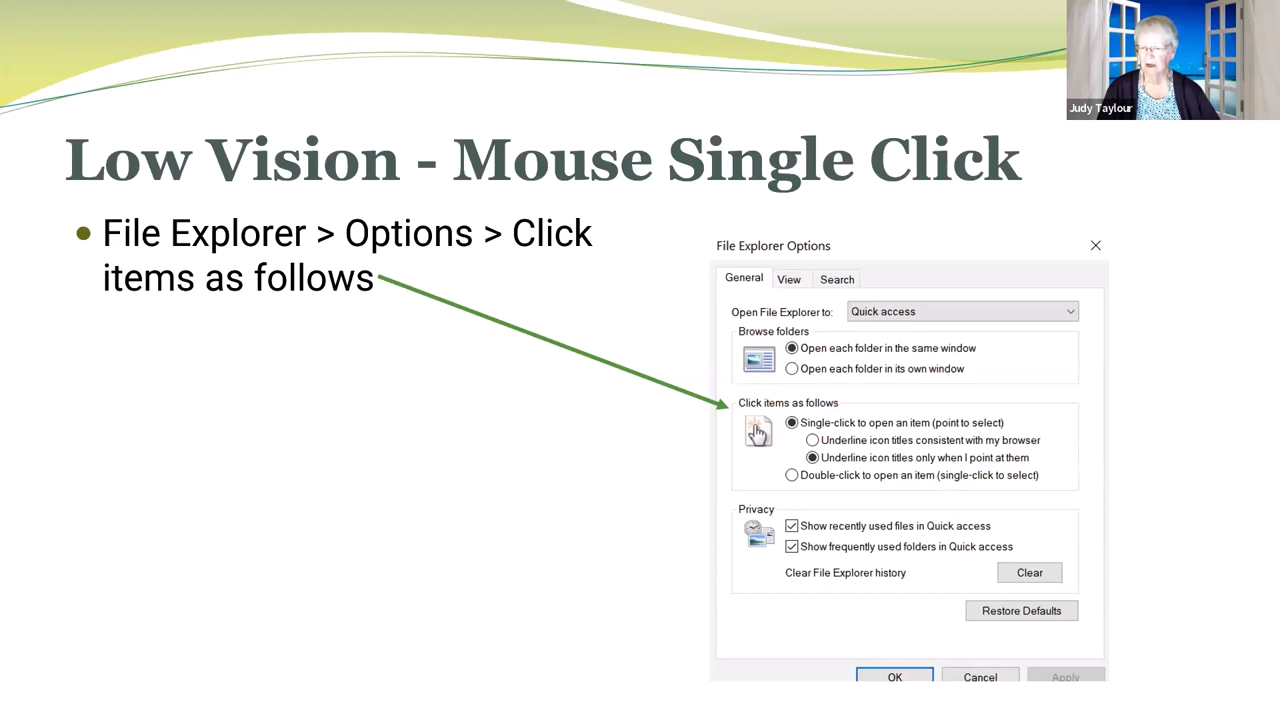 Judy Taylour
Low Vision - Mouse Single Click
File Explorer > Options > Click
items as follows
File Explorer Options
General View Search
Open File Explorer to: Quick access
Browse folders
Open each folder in the same window
Open each folder in its own window
Click items as follows
Single-click to open an item (point to select)
Underline icon titles consistent with my browser
Underline icon titles only when I point at them
Double-click to open an item (single-click to select)
Privacy
Show recently used files in Quick access
Show frequently used folders in Quick access
Clear File Explorer history Clear
Restore Defaults
OK Cancel Apply